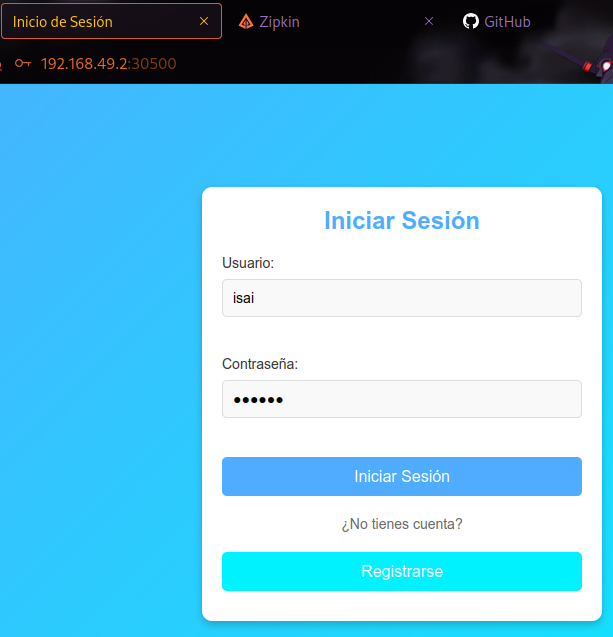 Inicio de Sesión
Zipkin
GitHub
192.168.49.2:30500
Iniciar Sesión
Usuario:
isai
Contraseña:
••••••
Iniciar Sesión
¿No tienes cuenta?
Registrarse